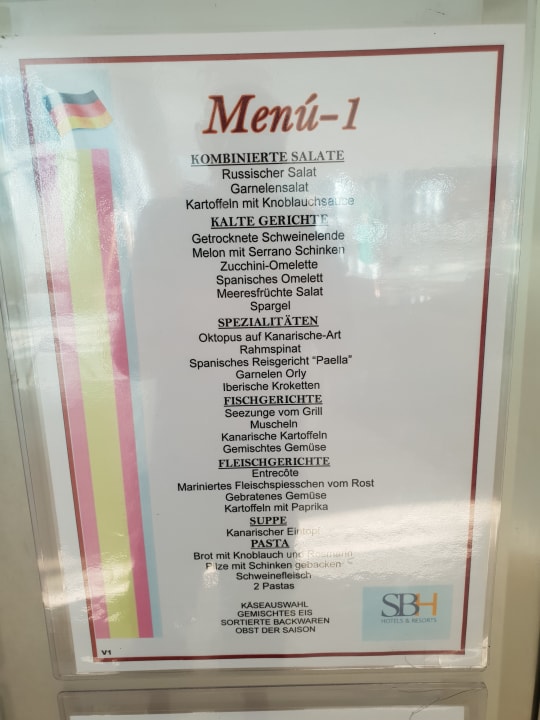 Menú-1
KOMBINIERTE SALATE
Russischer Salat
Garnelensalat
Kartoffeln mit Knoblauchsauce
KALTE GERICHTE
Getrocknete Schweinelende
Melon mit Serrano Schinken
Zucchini-Omelette
Spanisches Omelett
Meeresfrüchte Salat
Spargel
SPEZIALITÄTEN
Oktopus auf Kanarische-Art
Rahmspinat
Spanisches Reisgericht "Paella"
Garnelen Orly
Iberische Kroketten
FISCHGERICHTE
Seezunge vom Grill
Muscheln
Kanarische Kartoffeln
Gemischtes Gemüse
FLEISCHGERICHTE
Entrecôte
Mariniertes Fleischspiesschen vom Rost
Gebratenes Gemüse
Kartoffeln mit Paprika
SUPPE
Kanarischer Eintopf
PASTA
Brot mit Knoblauch und Rosmarin
Pilze mit Schinken gebacken
Schweinefleisch
2 Pastas
KÄSEAUSWAHL
GEMISCHTES EIS
SORTIERTE BACKWAREN
OBST DER SAISON
SBH
HOTELS & RESORTS
V1